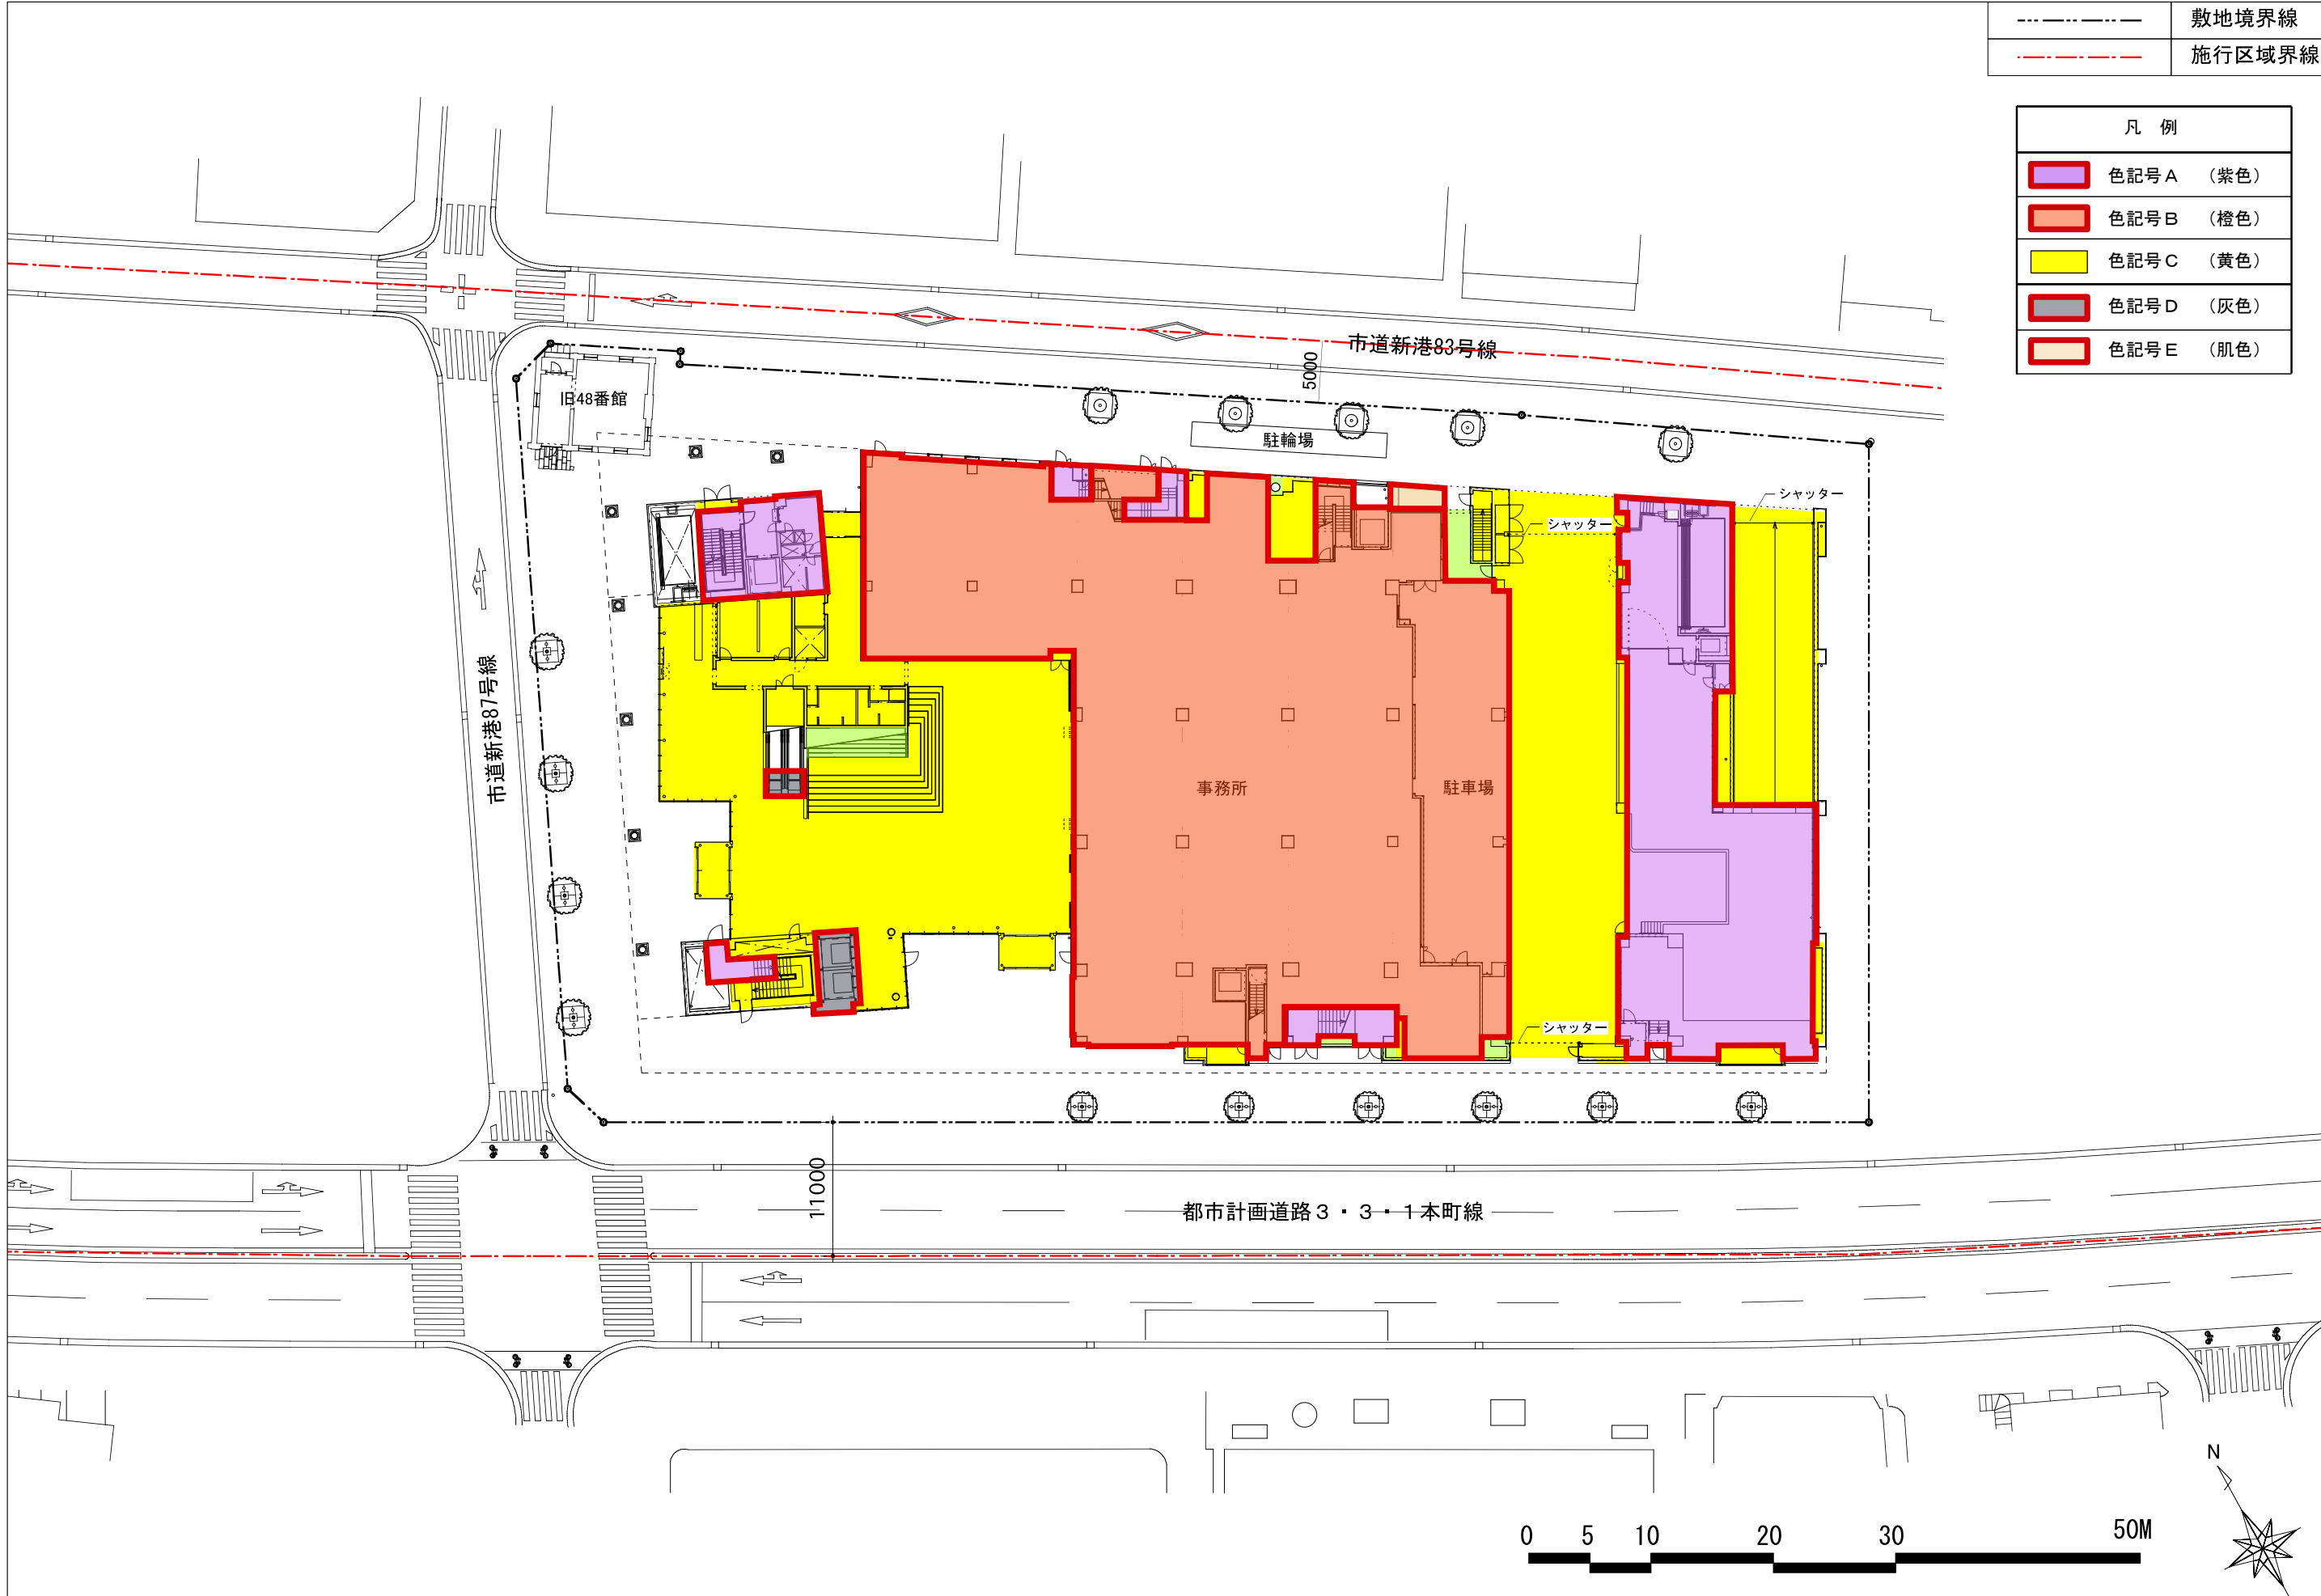 敷地境界線
施行区域界線
凡 例
色記号A （紫色）
色記号B （橙色）
色記号C （黄色）
色記号D （灰色）
色記号E （肌色）
市道新港83号線
5000
旧48番館
駐輪場
シャッター
シャッター
市道新港87号線
事務所
駐車場
シャッター
11000
都市計画道路3・3・1本町線
N
0 5 10 20 30 50M